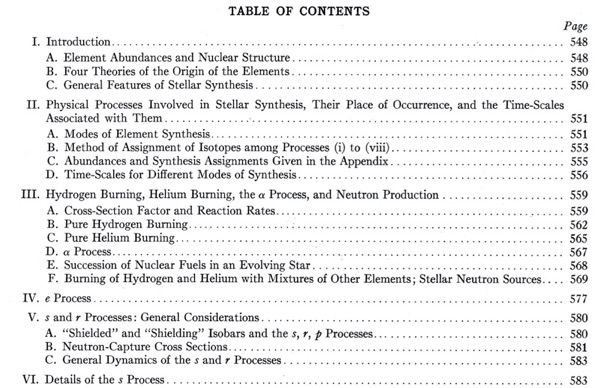 TABLE OF CONTENTS
Page
I. Introduction 548
A. Element Abundances and Nuclear Structure 548
B. Four Theories of the Origin of the Elements 550
C. General Features of Stellar Synthesis 550
II. Physical Processes Involved in Stellar Synthesis, Their Place of Occurrence, and the Time-Scales
Associated with Them 551
A. Modes of Element Synthesis 551
B. Method of Assignment of Isotopes among Processes (i) to (viii) 553
C. Abundances and Synthesis Assignments Given in the Appendix 555
D. Time-Scales for Different Modes of Synthesis 556
III. Hydrogen Burning, Helium Burning, the α Process, and Neutron Production 559
A. Cross-Section Factor and Reaction Rates 559
B. Pure Hydrogen Burning 562
C. Pure Helium Burning 565
D. α Process 567
E. Succession of Nuclear Fuels in an Evolving Star 568
F. Burning of Hydrogen and Helium with Mixtures of Other Elements; Stellar Neutron Sources 569
IV. e Process 577
V. s and r Processes: General Considerations 580
A. "Shielded" and "Shielding" Isobars and the s, r, p Processes 580
B. Neutron-Capture Cross Sections 581
C. General Dynamics of the s and r Processes 583
VI. Details of the s Process 583